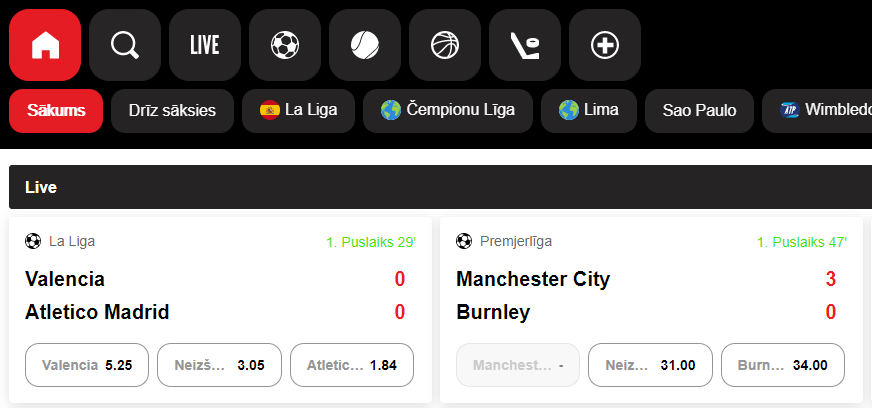 LIVE
Sākums Drīz sāksies La Liga Čempionu Līga Lima Sao Paulo ATP
Live
La Liga 1. Puslaiks 29'
Valencia 0
Atletico Madrid 0
Valencia 5.25 Neizš... 3.05 Atletic... 1.84
Premjerlīga 1. Puslaiks 47'
Manchester City 3
Burnley 0
Manchest... - Neiz... 31.00 Burn... 34.00